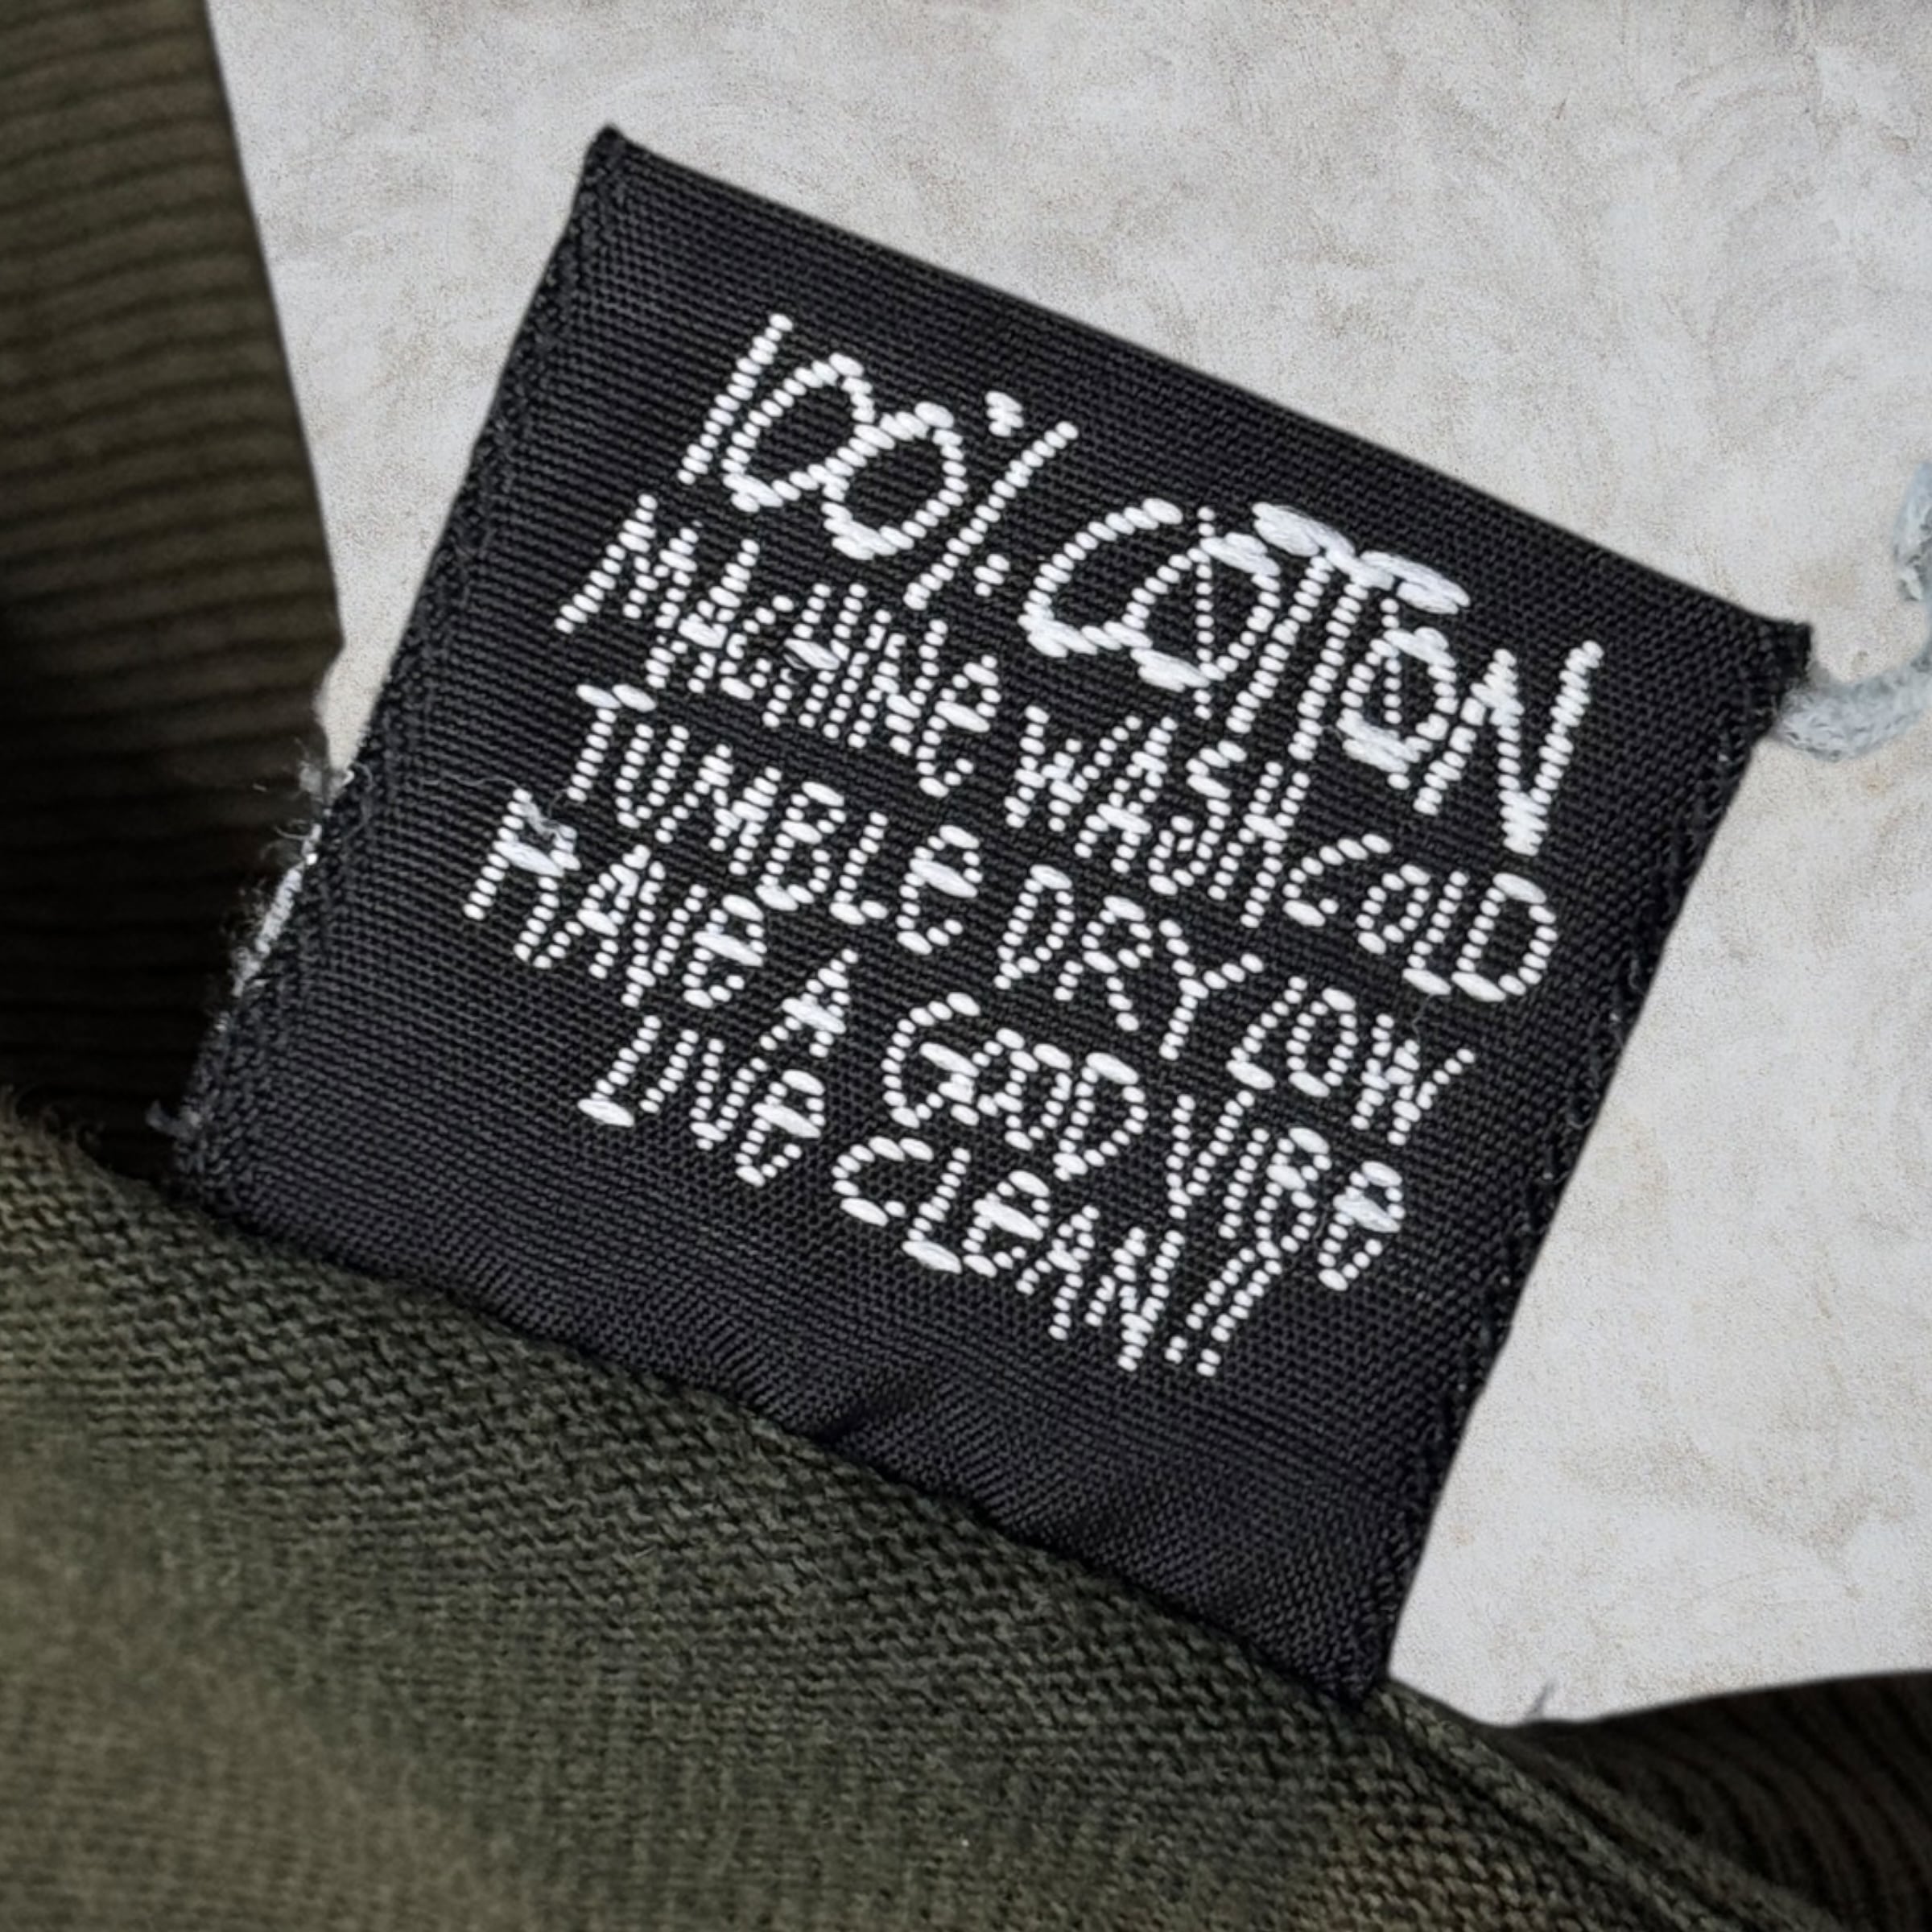 100% COTTON
MACHINE WASH COLD
TUMBLE DRY LOW
HAVE A GOOD VIBE
LIVE CLEAN!!